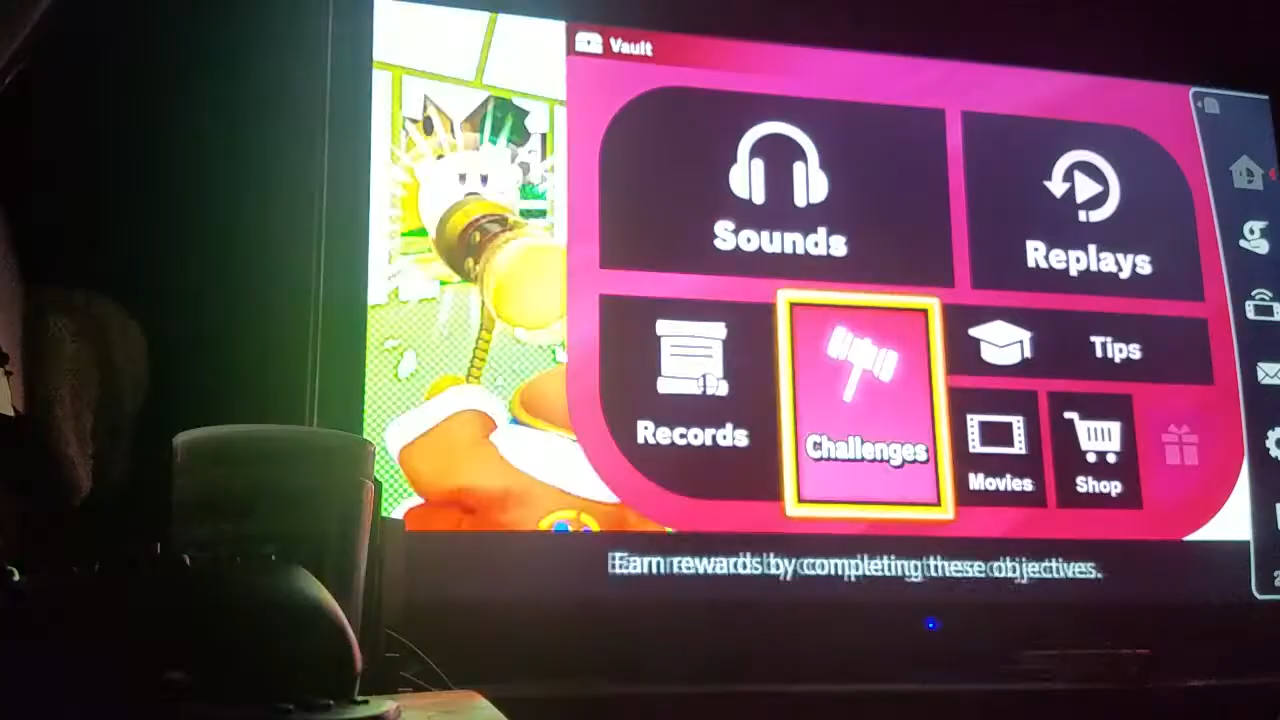 Vault
Sounds
Replays
Records
Challenges
Tips
Movies
Shop
Earn rewards by completing these objectives.